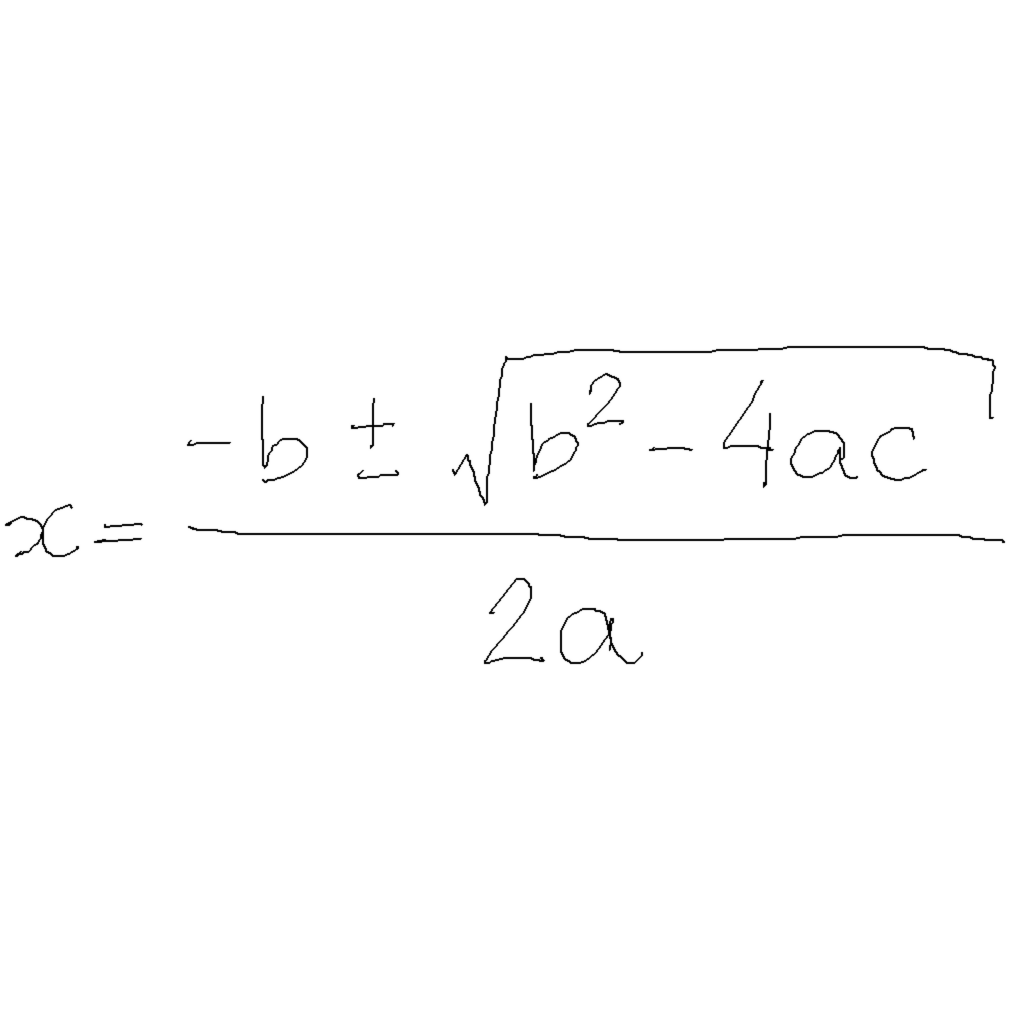 x = (-b ± √(b² - 4ac)) / 2a